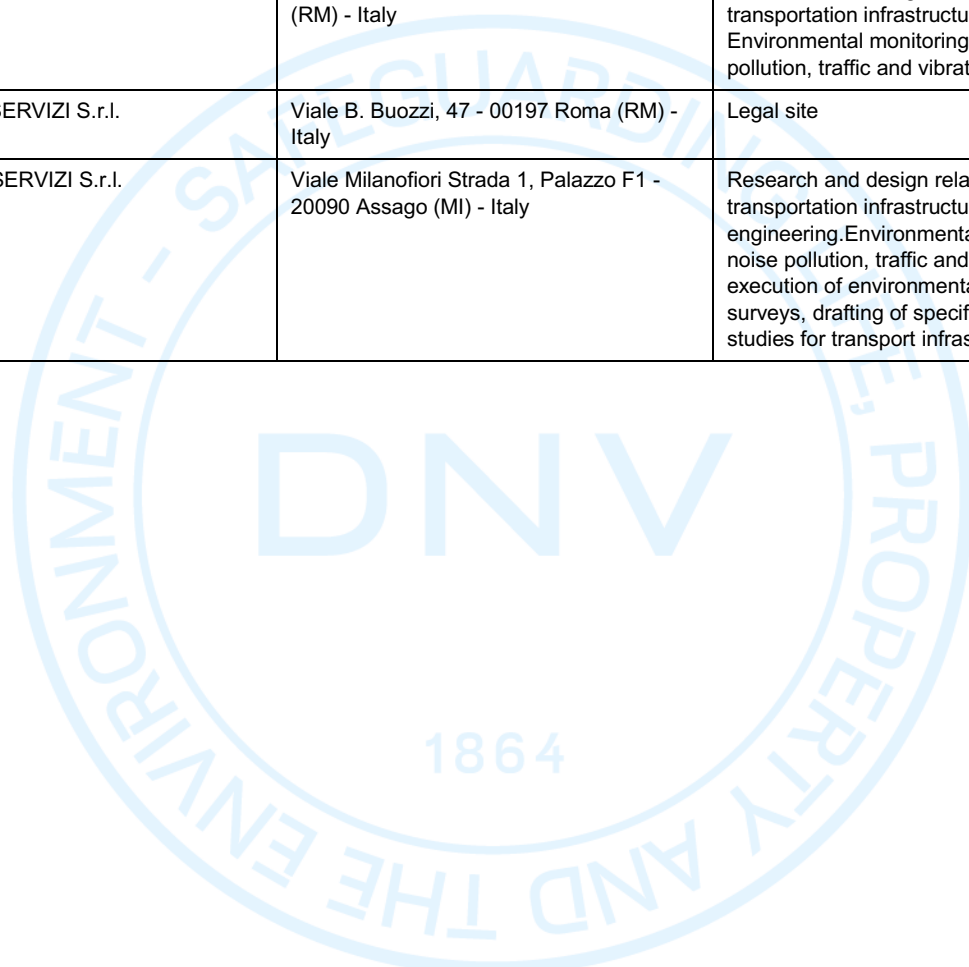 (RM) - Italy
transportation infrastructu
Environmental monitoring
pollution, traffic and vibrat
SERVIZI S.r.l.
Viale B. Buozzi, 47 - 00197 Roma (RM) -
Italy
Legal site
SERVIZI S.r.l.
Viale Milanofiori Strada 1, Palazzo F1 -
20090 Assago (MI) - Italy
Research and design rela
transportation infrastructu
engineering.Environmenta
noise pollution, traffic and
execution of environmenta
surveys, drafting of specif
studies for transport infras
SAFEGUARDING LIFE, PROPERTY AND THE ENVIRONMENT -
DNV
1864